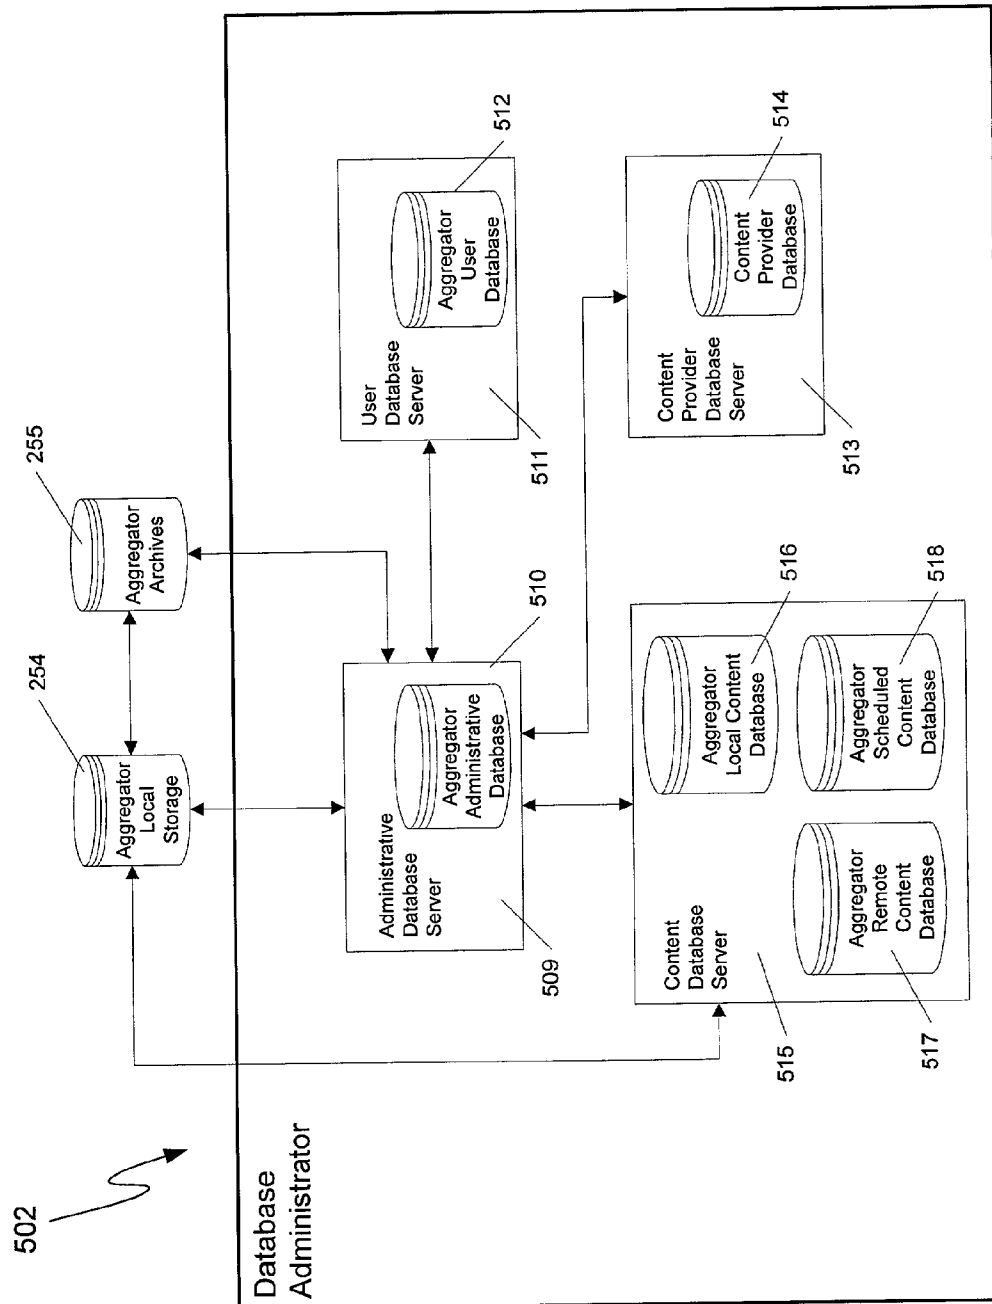 502
Database
Administrator
254
Aggregator
Local
Storage
255
Aggregator
Archives
Administrative
Database
Server
509
Aggregator
Administrative
Database
510
User
Database
Server
511
Aggregator
User
Database
512
Content
Database
Server
515
Aggregator
Local Content
Database
516
Aggregator
Remote
Content
Database
517
Aggregator
Scheduled
Content
Database
518
Content
Provider
Database
Server
513
Content
Provider
Database
514